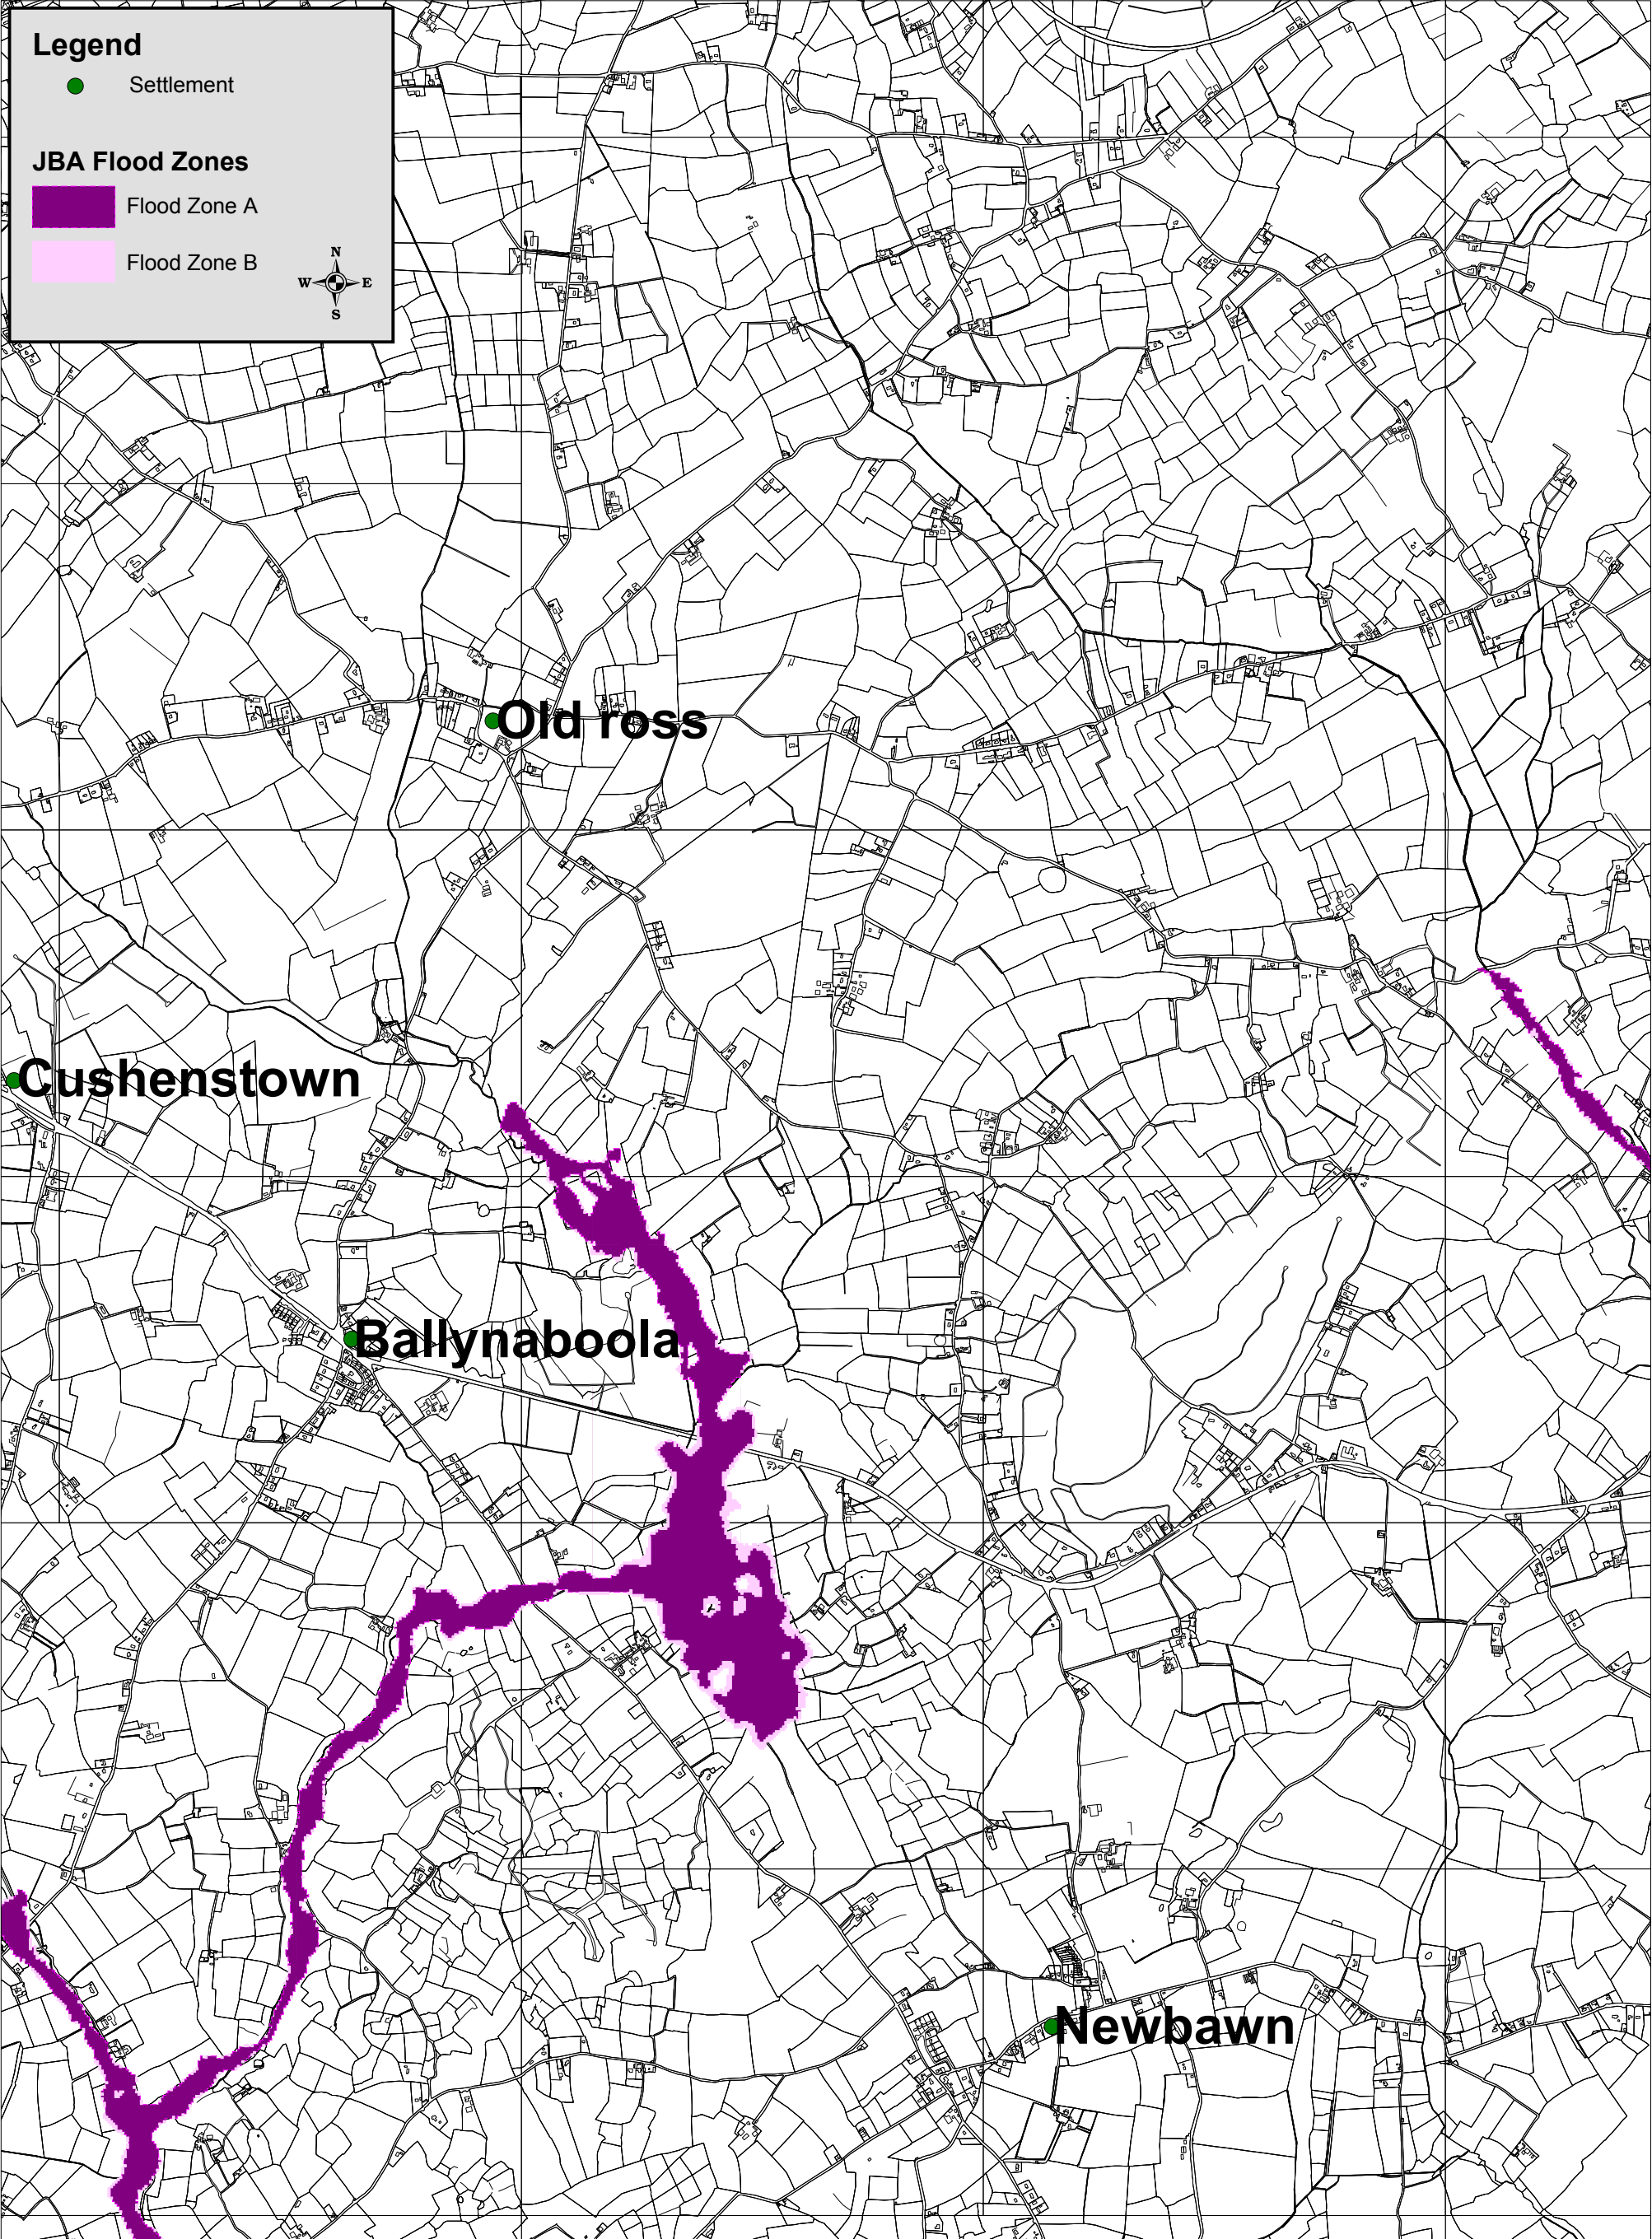 Legend
Settlement
JBA Flood Zones
Flood Zone A
Flood Zone B
N
W E
S
Old ross
Cushenstown
Ballynaboola
Newbawn